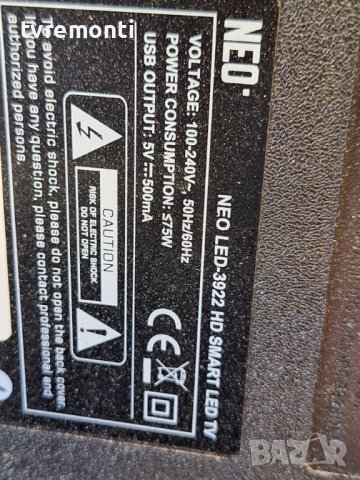 tvremonti
NEO
NEO LED-3922 HD SMART LED TV
VOLTAGE: 100-240V~, 50Hz/60Hz
POWER CONSUMPTION: ≤75W
USB OUTPUT: 5V⎓500mA
CE
CAUTION
RISK OF ELECTRIC SHOCK
DO NOT OPEN
To avoid electric shock, please do not open the back cover.
If you have any question, please contact professional and
authorized persons.
BAZAR
bg